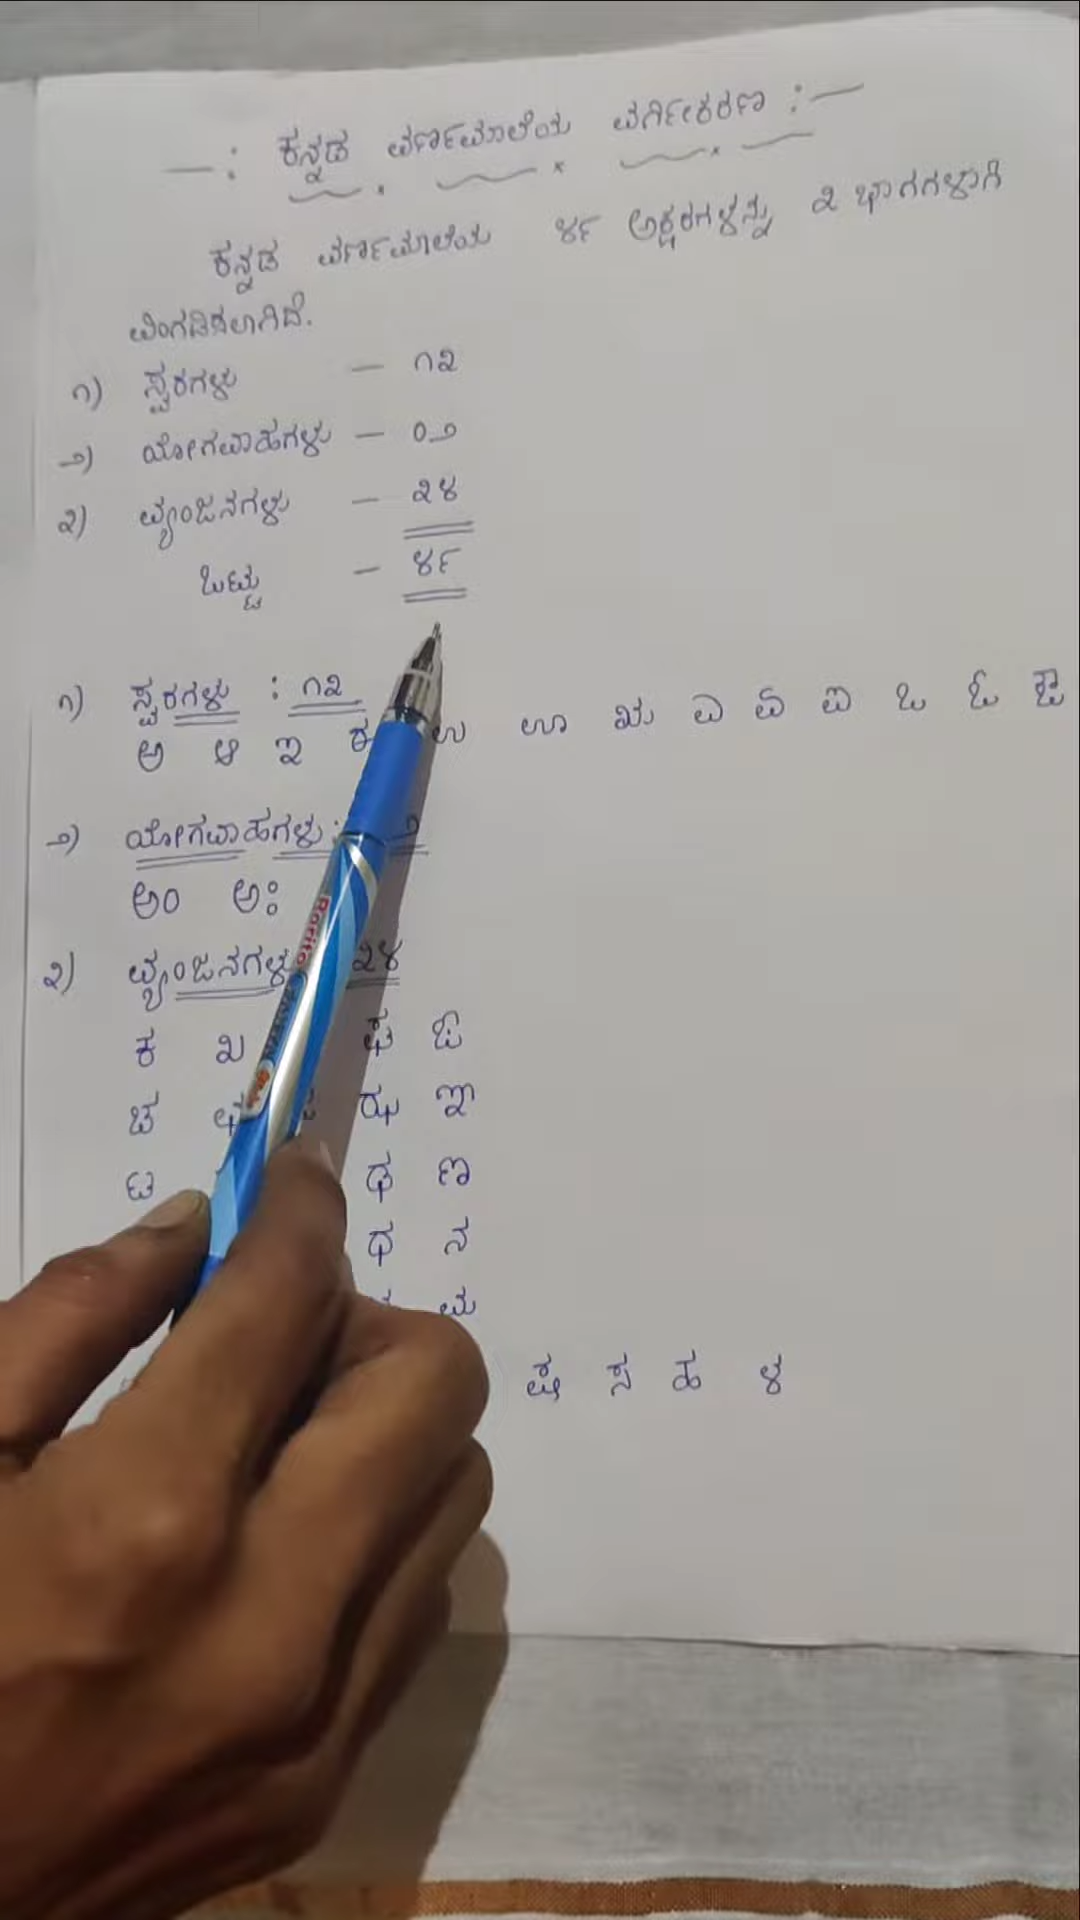 —: ಕನ್ನಡ ವರ್ಣಮಾಲೆಯ ವರ್ಗೀಕರಣ :—
ಕನ್ನಡ ವರ್ಣಮಾಲೆಯ ೪೯ ಅಕ್ಷರಗಳನ್ನು ೩ ಭಾಗಗಳಾಗಿ
ವಿಂಗಡಿಸಲಾಗಿದೆ.
೧) ಸ್ವರಗಳು — ೧೩
೨) ಯೋಗವಾಹಗಳು — ೦೨
೩) ವ್ಯಂಜನಗಳು — ೩೪
ಒಟ್ಟು — ೪೯
೧) ಸ್ವರಗಳು : ೧೩
ಅ ಆ ಇ ಈ ಉ ಊ ಋ ಎ ಏ ಐ ಒ ಓ ಔ
೨) ಯೋಗವಾಹಗಳು: ೨
ಅಂ ಅಃ
೩) ವ್ಯಂಜನಗಳು ೩೪
ಕ ಖ ಘ ಙ
ಚ ಛ ಝ ಞ
ಟ ಢ ಣ
ಧ ನ
ಮ
ಷ ಸ ಹ ಳ